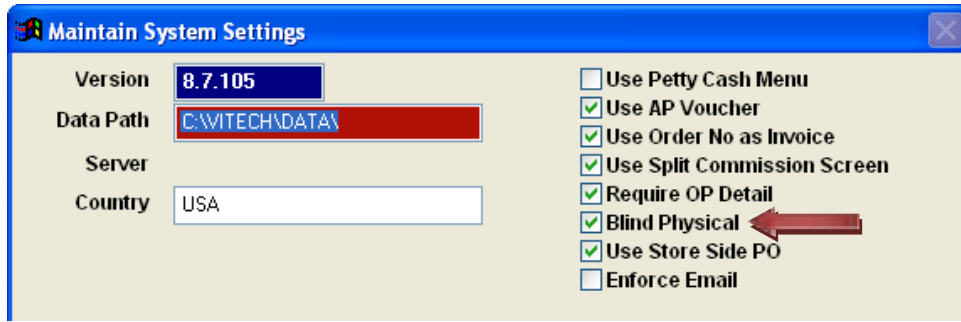 Maintain System Settings
Version 8.7.105
Data Path C:\VITECH\DATA\
Server
Country USA
Use Petty Cash Menu
Use AP Voucher
Use Order No as Invoice
Use Split Commission Screen
Require OP Detail
Blind Physical
Use Store Side PO
Enforce Email